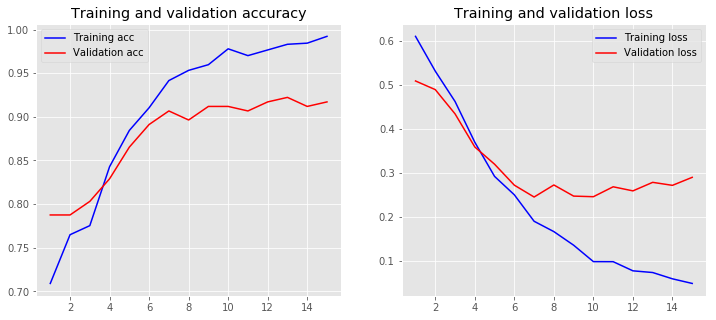 Training and validation accuracy
Training acc
Validation acc
1.00
0.95
0.90
0.85
0.80
0.75
0.70
2 4 6 8 10 12 14
Training and validation loss
Training loss
Validation loss
0.6
0.5
0.4
0.3
0.2
0.1
2 4 6 8 10 12 14